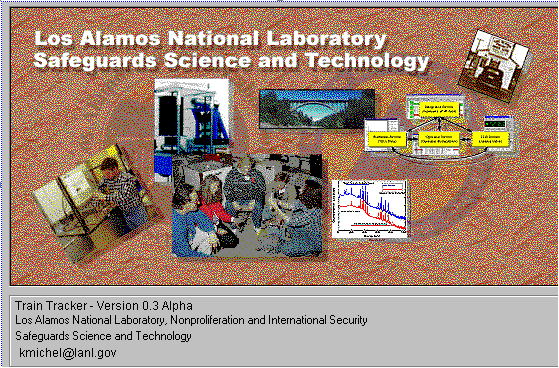 Los Alamos National Laboratory
Safeguards Science and Technology
Train Tracker - Version 0.3 Alpha
Los Alamos National Laboratory, Nonproliferation and International Security
Safeguards Science and Technology
kmichel@lanl.gov